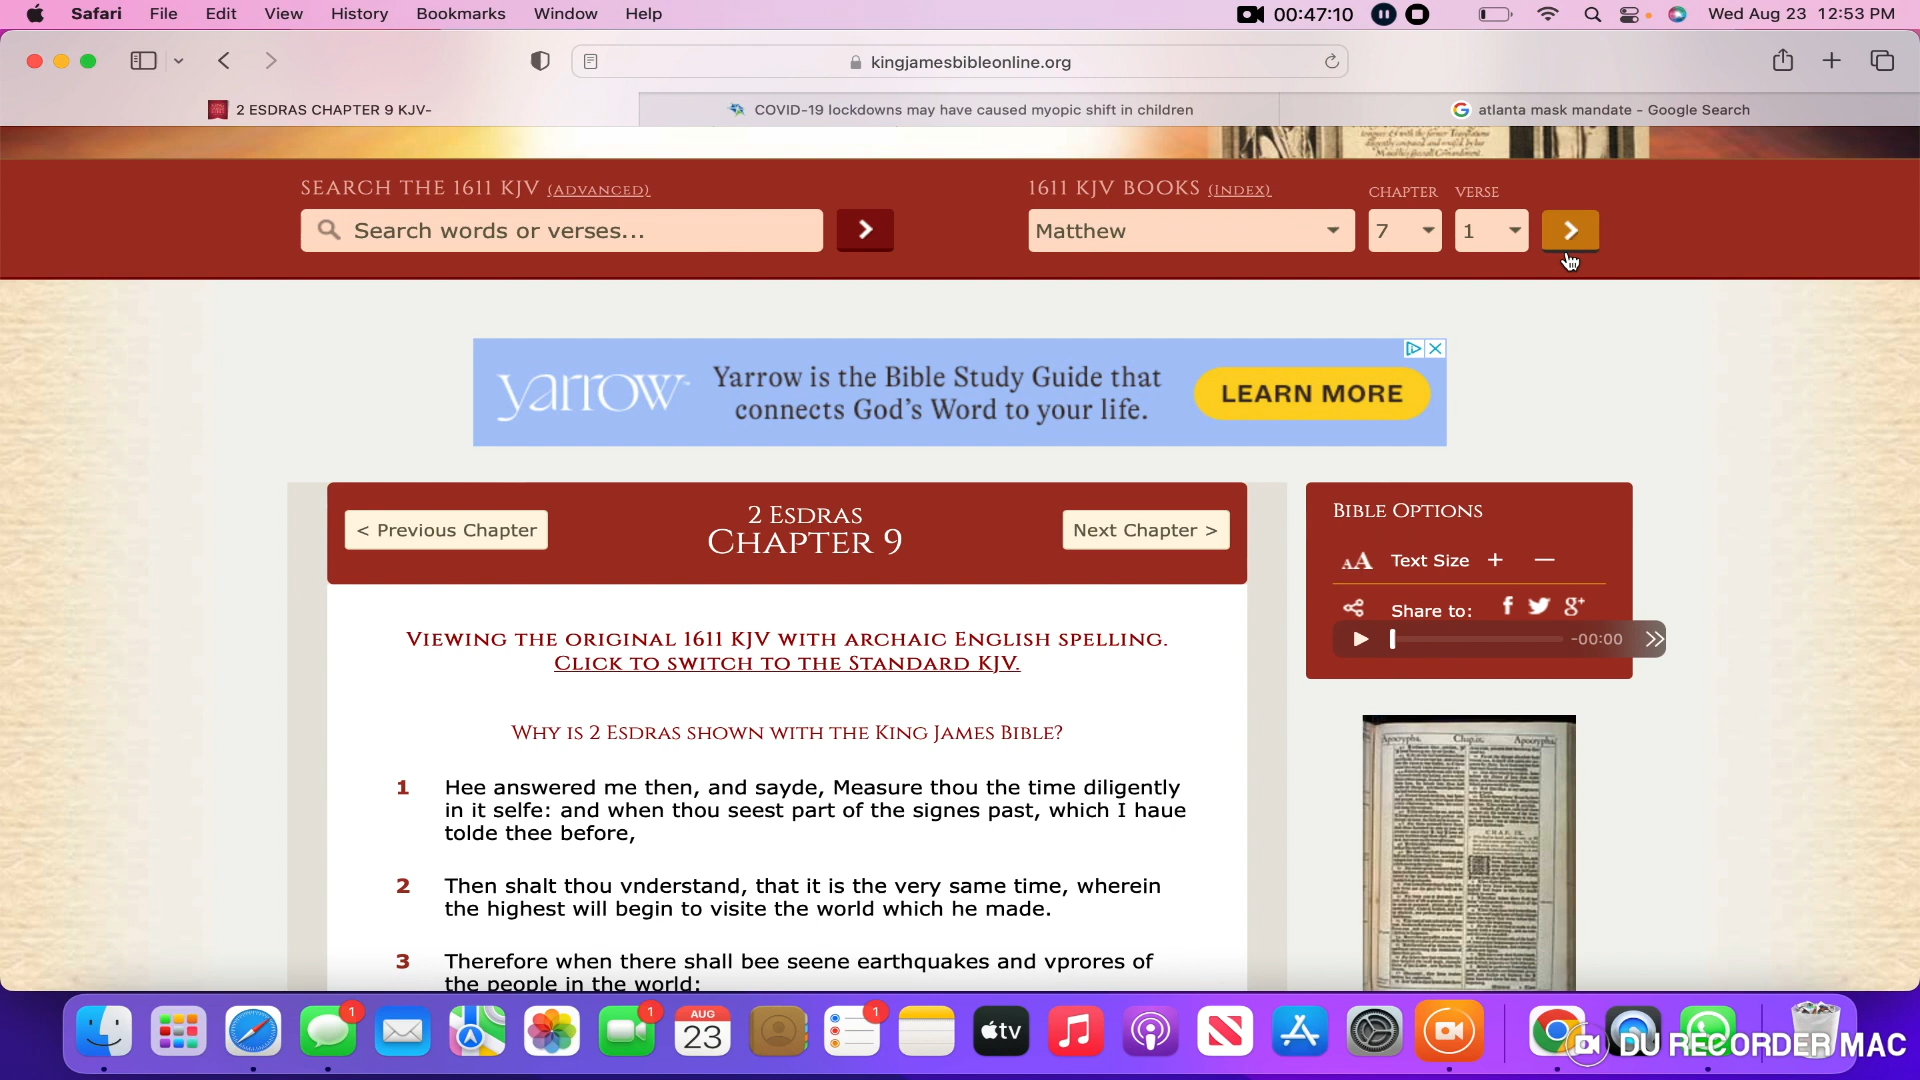 Safari File Edit View History Bookmarks Window Help 00:47:10 Wed Aug 23 12:53 PM
kingjamesbibleonline.org
2 ESDRAS CHAPTER 9 KJV- COVID-19 lockdowns may have caused myopic shift in children atlanta mask mandate - Google Search
SEARCH THE 1611 KJV (ADVANCED) 1611 KJV BOOKS (INDEX) CHAPTER VERSE
Search words or verses... Matthew 7 1
yarrow Yarrow is the Bible Study Guide that
connects God's Word to your life.
LEARN MORE
< Previous Chapter
2 ESDRAS
CHAPTER 9
Next Chapter >
BIBLE OPTIONS
AA Text Size + —
Share to: f g+
-00:00
VIEWING THE ORIGINAL 1611 KJV WITH ARCHAIC ENGLISH SPELLING.
CLICK TO SWITCH TO THE STANDARD KJV.
WHY IS 2 ESDRAS SHOWN WITH THE KING JAMES BIBLE?
1 Hee answered me then, and sayde, Measure thou the time diligently
in it selfe: and when thou seest part of the signes past, which I haue
tolde thee before,
2 Then shalt thou vnderstand, that it is the very same time, wherein
the highest will begin to visite the world which he made.
3 Therefore when there shall bee seene earthquakes and vprores of
the people in the world:
Apocrypha. Chap.ix. Apocrypha.
1 1 AUG 23 1 tv
DU RECORDER MAC